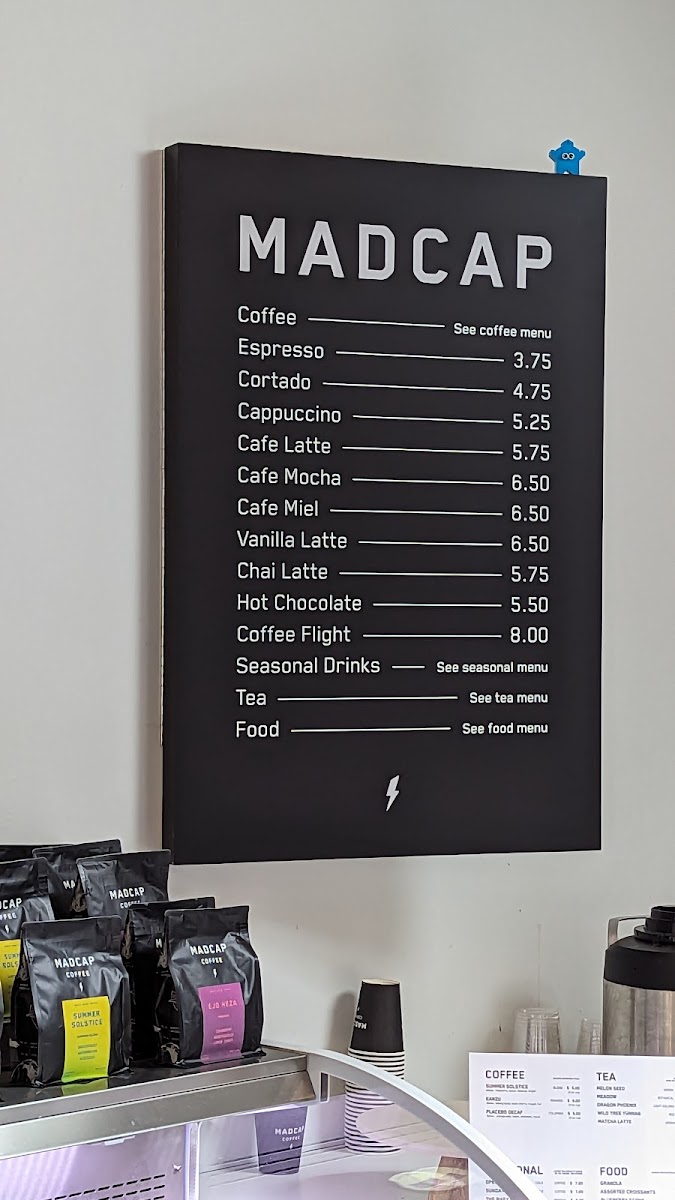 MADCAP
Coffee See coffee menu
Espresso 3.75
Cortado 4.75
Cappuccino 5.25
Cafe Latte 5.75
Cafe Mocha 6.50
Cafe Miel 6.50
Vanilla Latte 6.50
Chai Latte 5.75
Hot Chocolate 5.50
Coffee Flight 8.00
Seasonal Drinks See seasonal menu
Tea See tea menu
Food See food menu
MADCAP
COFFEE
SUMMER
SOLSTICE
MADCAP
COFFEE
MADCAP
COFFEE
MADCAP
COFFEE
COFFEE
SUMMER SOLSTICE
PLACEBO DECAF
TEA
MELON SEED
MEADOW
DRAGON PHOENIX
WILD TREE YUNNAN
MATCHA LATTE
FOOD
GRANOLA
ASSORTED CROISSANTS